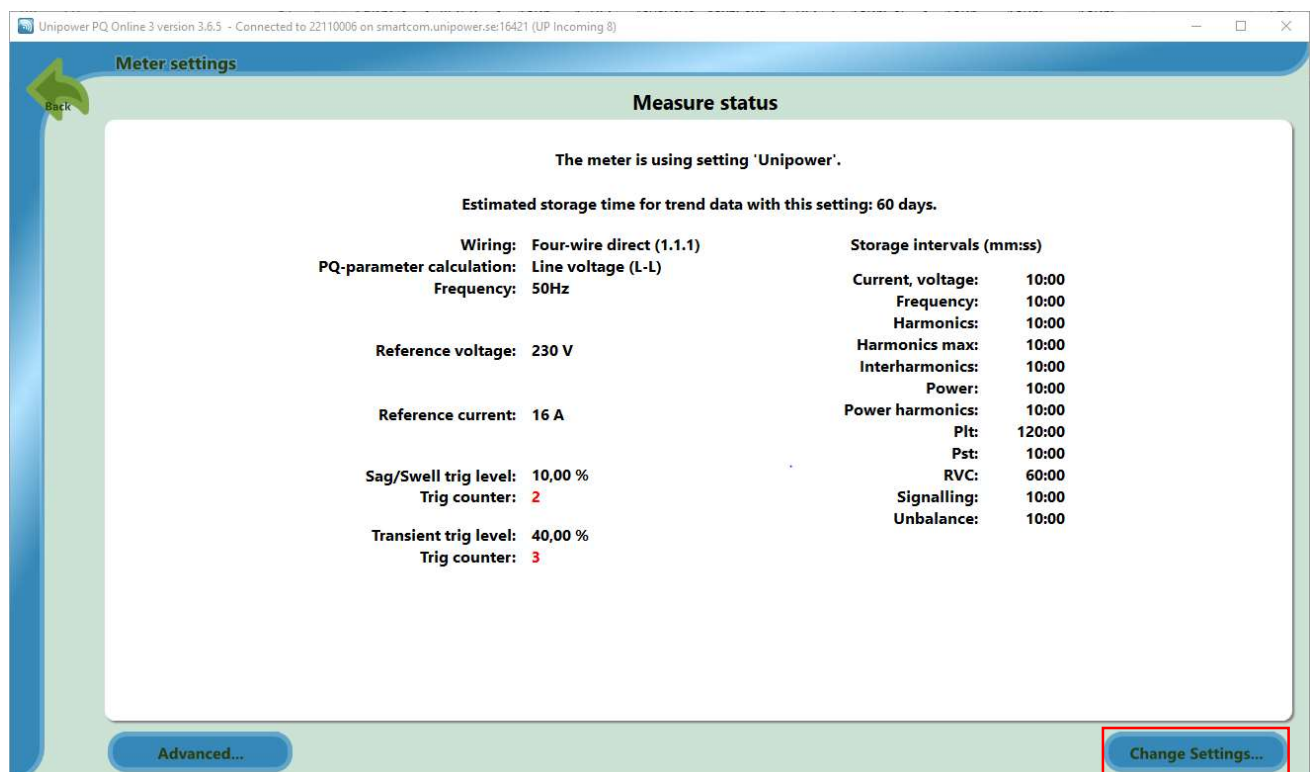 Unipower PQ Online 3 version 3.6.5 - Connected to 22110006 on smartcom.unipower.se:16421 (UP Incoming 8)
Meter settings
Back
Measure status
The meter is using setting 'Unipower'.
Estimated storage time for trend data with this setting: 60 days.
Wiring: Four-wire direct (1.1.1)
PQ-parameter calculation: Line voltage (L-L)
Frequency: 50Hz
Reference voltage: 230 V
Reference current: 16 A
Sag/Swell trig level: 10,00 %
Trig counter: 2
Transient trig level: 40,00 %
Trig counter: 3
Storage intervals (mm:ss)
Current, voltage: 10:00
Frequency: 10:00
Harmonics: 10:00
Harmonics max: 10:00
Interharmonics: 10:00
Power: 10:00
Power harmonics: 10:00
Plt: 120:00
Pst: 10:00
RVC: 60:00
Signalling: 10:00
Unbalance: 10:00
Advanced...
Change Settings...